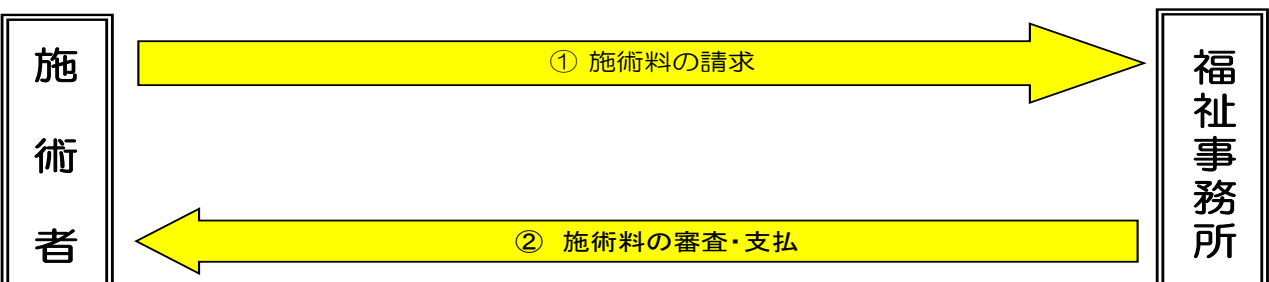 施術者
① 施術料の請求
② 施術料の審査・支払
福祉事務所